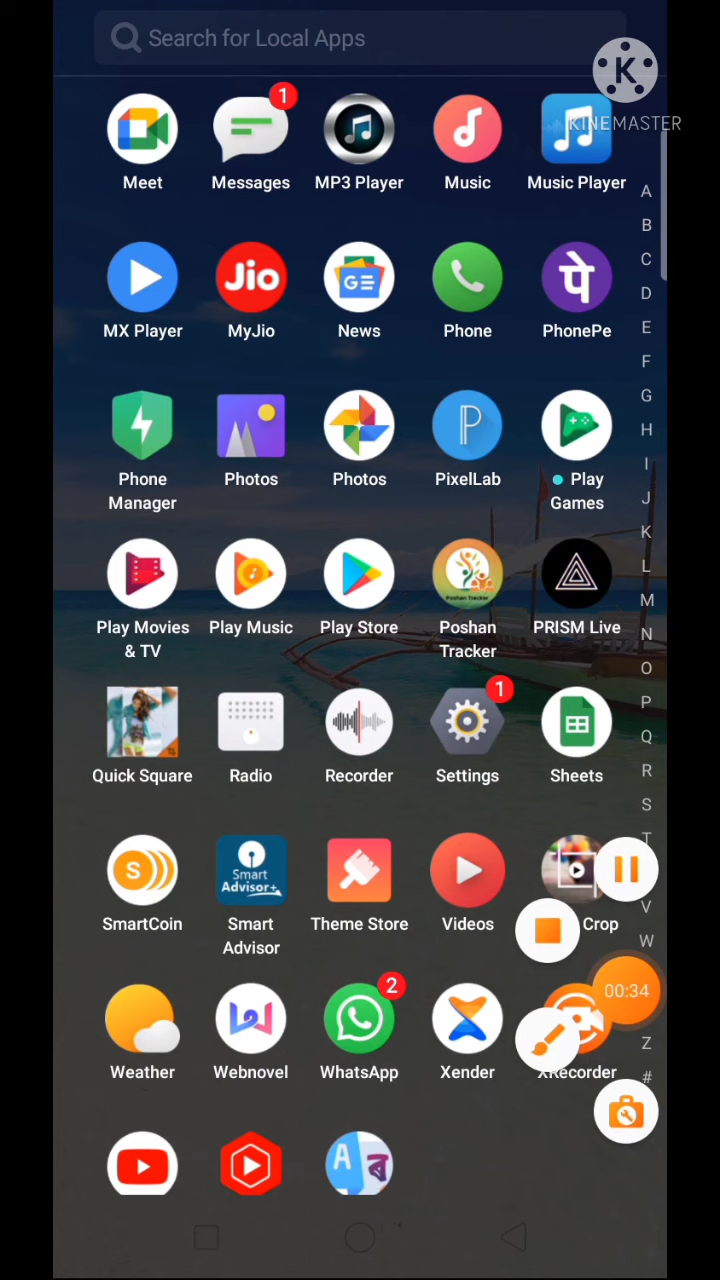 Search for Local Apps
K
KINEMASTER
1
Meet
Messages
MP3 Player
Music
Music Player
A
B
C
D
E
F
G
H
I
J
K
L
M
N
O
P
Q
R
S
T
V
W
Z
#
Jio
GE
पे
MX Player
MyJio
News
Phone
PhonePe
P
Phone
Manager
Photos
Photos
PixelLab
Play
Games
Poshan Tracker
Play Movies
& TV
Play Music
Play Store
Poshan
Tracker
PRISM Live
1
Quick Square
Radio
Recorder
Settings
Sheets
S
Smart
Advisor+
SmartCoin
Smart
Advisor
Theme Store
Videos
Crop
2
00:34
Weather
Webnovel
WhatsApp
Xender
XRecorder
A
ব